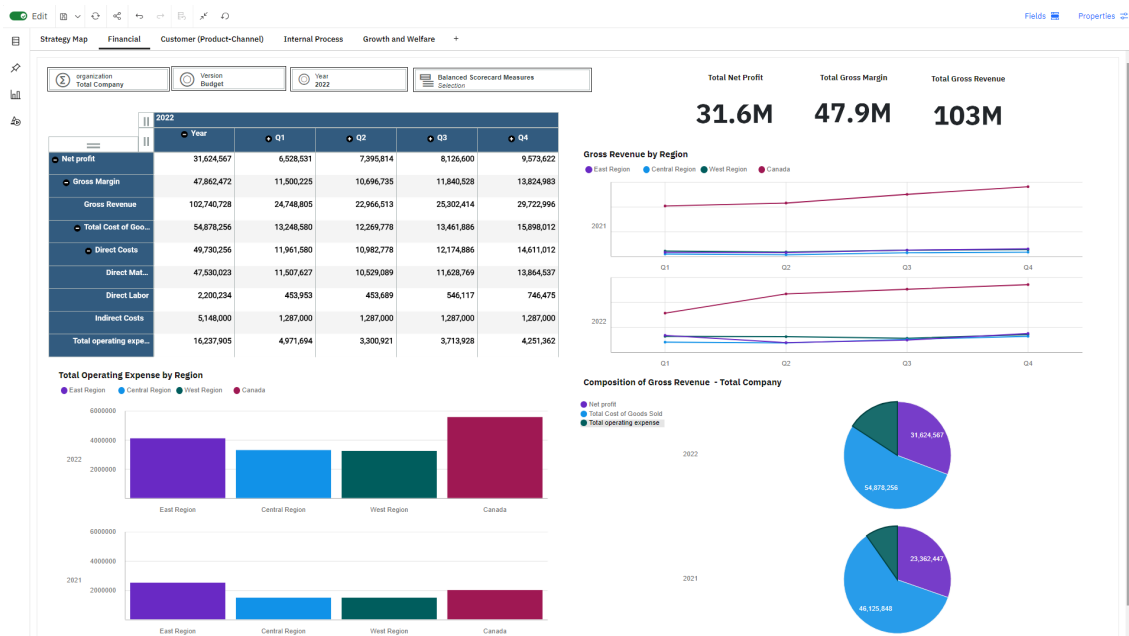 Edit
Fields
Properties
Strategy Map
Financial
Customer (Product-Channel)
Internal Process
Growth and Welfare
+
organization
Total Company
Version
Budget
Year
2022
Balanced Scorecard Measures
Selection
Total Net Profit
Total Gross Margin
Total Gross Revenue
31.6M
47.9M
103M
2022
Year Q1 Q2 Q3 Q4
Net profit 31,624,567 6,528,531 7,395,814 8,126,600 9,573,622
Gross Margin 47,862,472 11,500,225 10,696,735 11,840,528 13,824,983
Gross Revenue 102,740,728 24,748,805 22,966,513 25,302,414 29,722,996
Total Cost of Goo... 54,878,256 13,248,580 12,269,778 13,461,886 15,898,012
Direct Costs 49,730,256 11,961,580 10,982,778 12,174,886 14,611,012
Direct Mat... 47,530,023 11,507,627 10,529,089 11,628,769 13,864,537
Direct Labor 2,200,234 453,953 453,689 546,117 746,475
Indirect Costs 5,148,000 1,287,000 1,287,000 1,287,000 1,287,000
Total operating expe... 16,237,905 4,971,694 3,300,921 3,713,928 4,251,362
Gross Revenue by Region
East Region Central Region West Region Canada
2021
Q1 Q2 Q3 Q4
2022
Q1 Q2 Q3 Q4
Total Operating Expense by Region
East Region Central Region West Region Canada
6000000
4000000
2022
2000000
East Region Central Region West Region Canada
6000000
4000000
2021
2000000
East Region Central Region West Region Canada
Composition of Gross Revenue - Total Company
Net profit
Total Cost of Goods Sold
Total operating expense
2022
31,624,567
54,878,256
2021
23,362,447
46,125,848